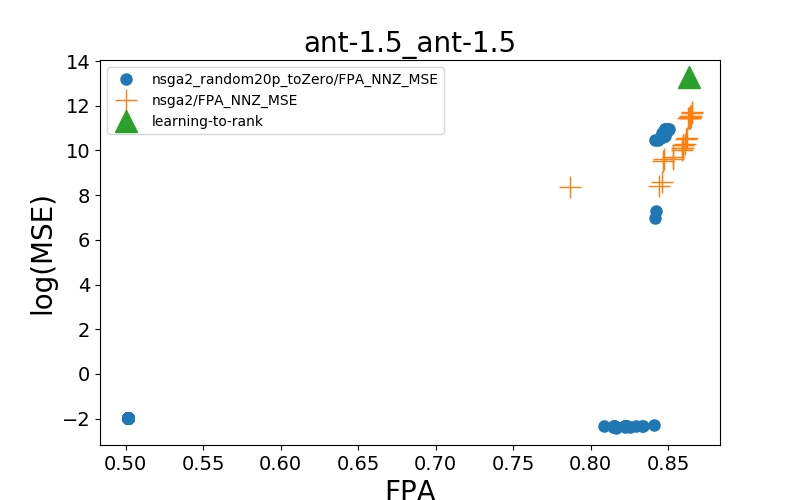 ant-1.5_ant-1.5
nsga2_random20p_toZero/FPA_NNZ_MSE
nsga2/FPA_NNZ_MSE
learning-to-rank
log(MSE)
14
12
10
8
6
4
2
0
−2
0.50 0.55 0.60 0.65 0.70 0.75 0.80 0.85
FPA